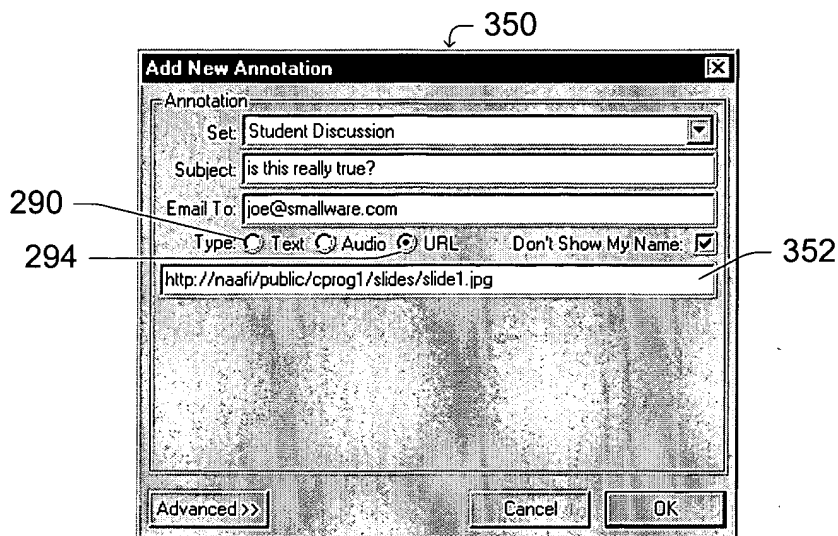 350
Add New Annotation
Annotation
Set: Student Discussion
Subject: is this really true?
Email To: joe@smallware.com
290
Type: Text Audio URL Don't Show My Name:
294
352
http://naafi/public/cprog1/slides/slide1.jpg
Advanced >> Cancel OK